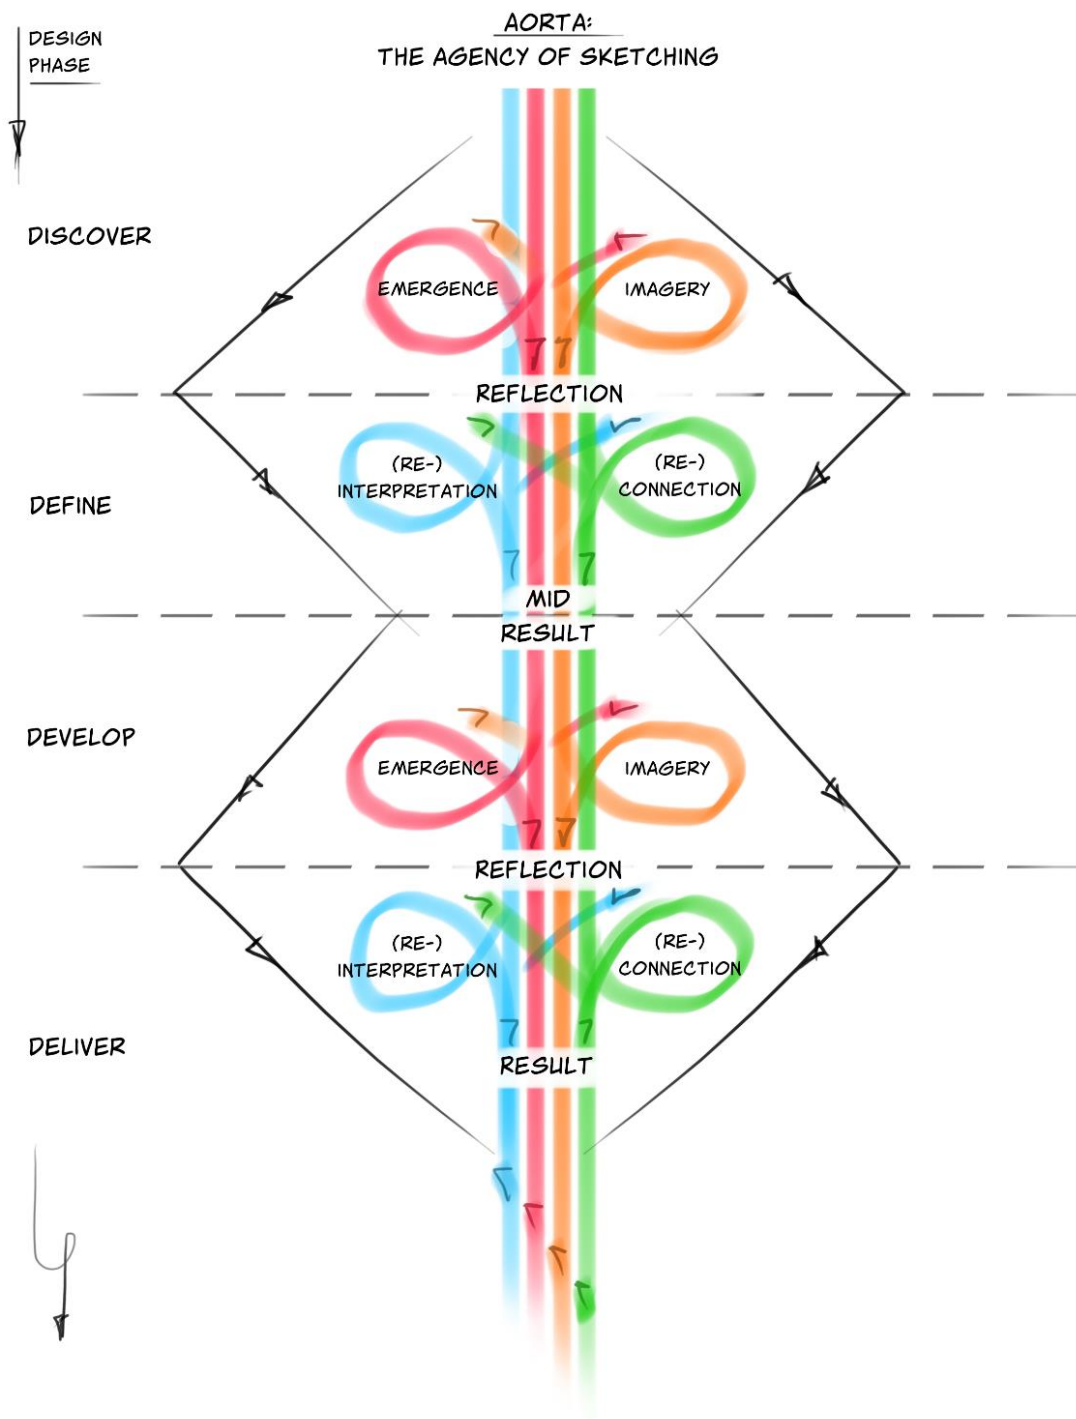 AORTA:
THE AGENCY OF SKETCHING
DESIGN
PHASE
DISCOVER
EMERGENCE
IMAGERY
REFLECTION
DEFINE
(RE-)
INTERPRETATION
(RE-)
CONNECTION
MID
RESULT
DEVELOP
EMERGENCE
IMAGERY
REFLECTION
(RE-)
INTERPRETATION
(RE-)
CONNECTION
DELIVER
RESULT